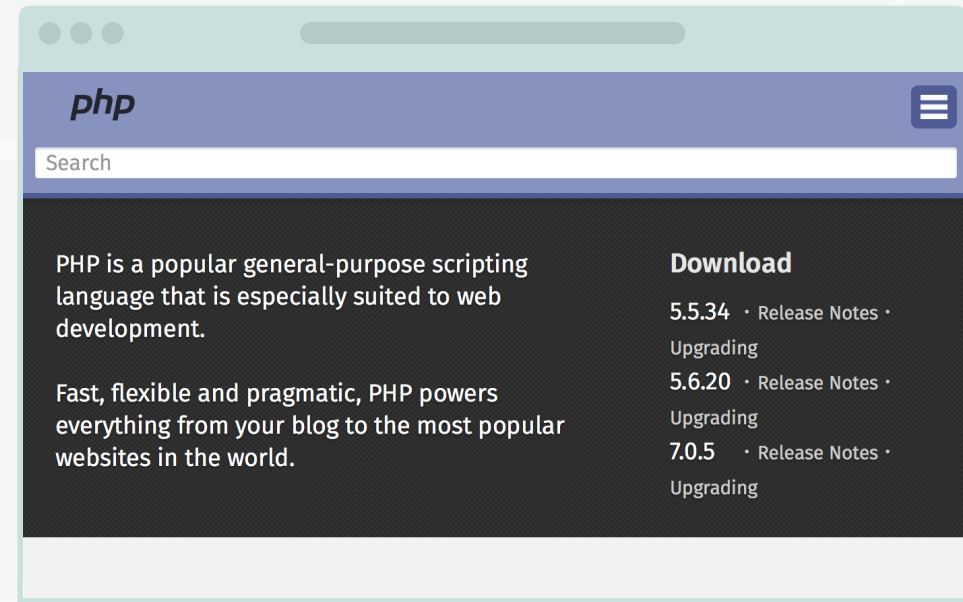 php
Search
PHP is a popular general-purpose scripting
language that is especially suited to web
development.
Fast, flexible and pragmatic, PHP powers
everything from your blog to the most popular
websites in the world.
Download
5.5.34 · Release Notes ·
Upgrading
5.6.20 · Release Notes ·
Upgrading
7.0.5 · Release Notes ·
Upgrading